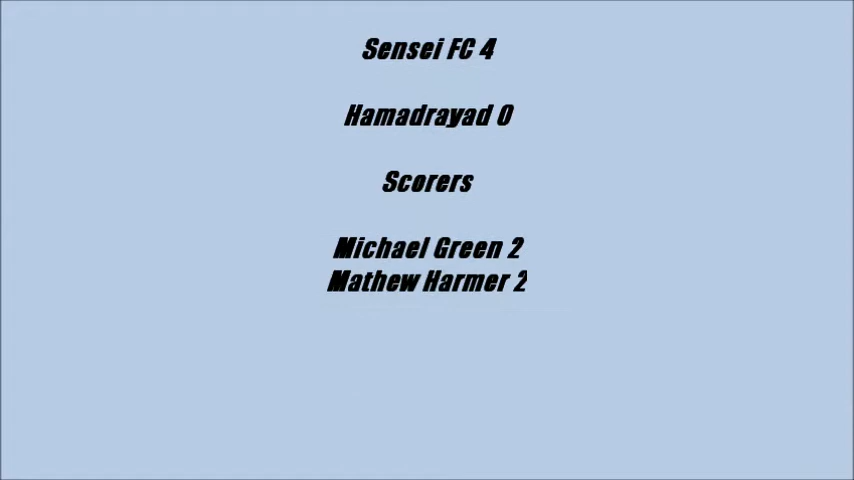 Sensei FC 4
Hamadrayad 0
Scorers
Michael Green 2
Mathew Harmer 2